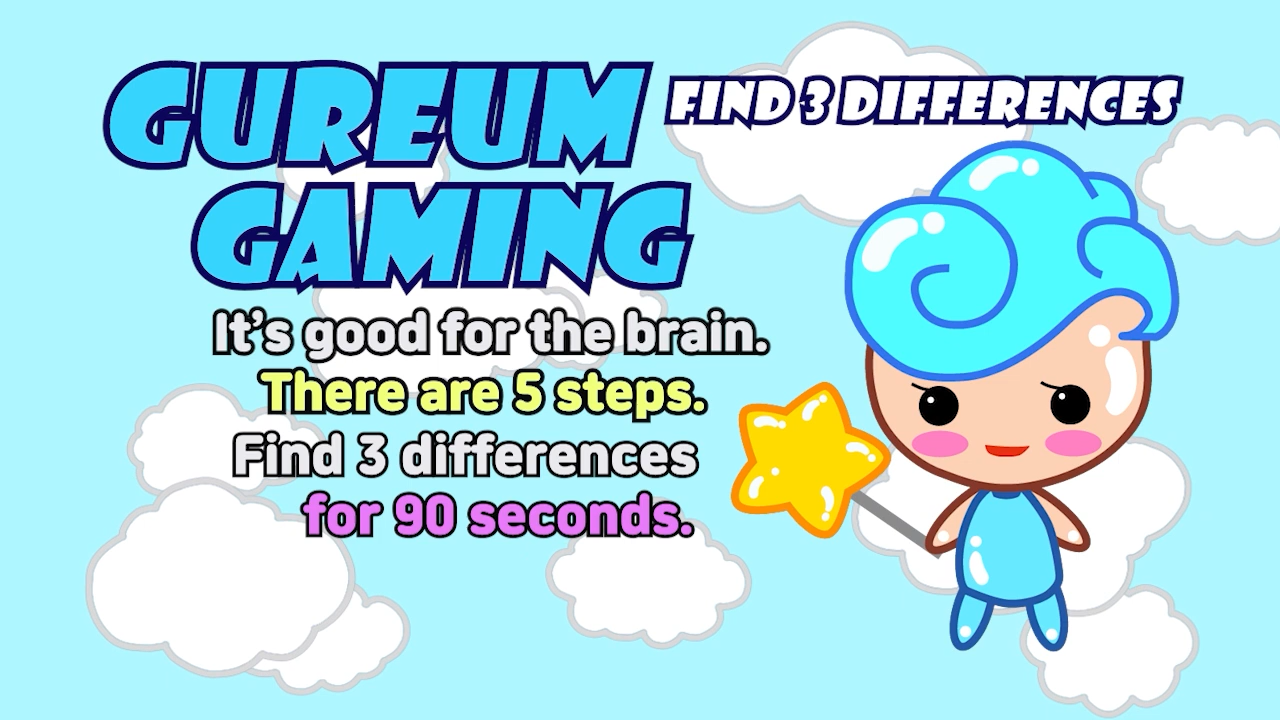 GUREUM
GAMING
FIND 3 DIFFERENCES
It's good for the brain.
There are 5 steps.
Find 3 differences
for 90 seconds.